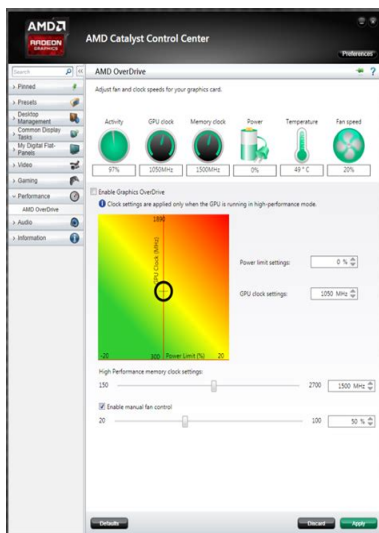 AMD
RADEON
GRAPHICS
AMD Catalyst Control Center
Preferences
Search
AMD OverDrive
Pinned
Presets
Desktop Management
Common Display Tasks
My Digital Flat-Panels
Video
Gaming
Performance
AMD OverDrive
Audio
Information
Adjust fan and clock speeds for your graphics card.
Activity GPU clock Memory clock Power Temperature Fan speed
97% 1050MHz 1500MHz 0% 49 ° C 20%
Enable Graphics OverDrive
Clock settings are applied only when the GPU is running in high-performance mode.
1890
GPU Clock (MHz)
-20 300 Power Limit (%) 20
Power limit settings: 0 %
GPU clock settings: 1050 MHz
High Performance memory clock settings:
150 2700 1500 MHz
Enable manual fan control
20 100 50 %
Defaults Discard Apply